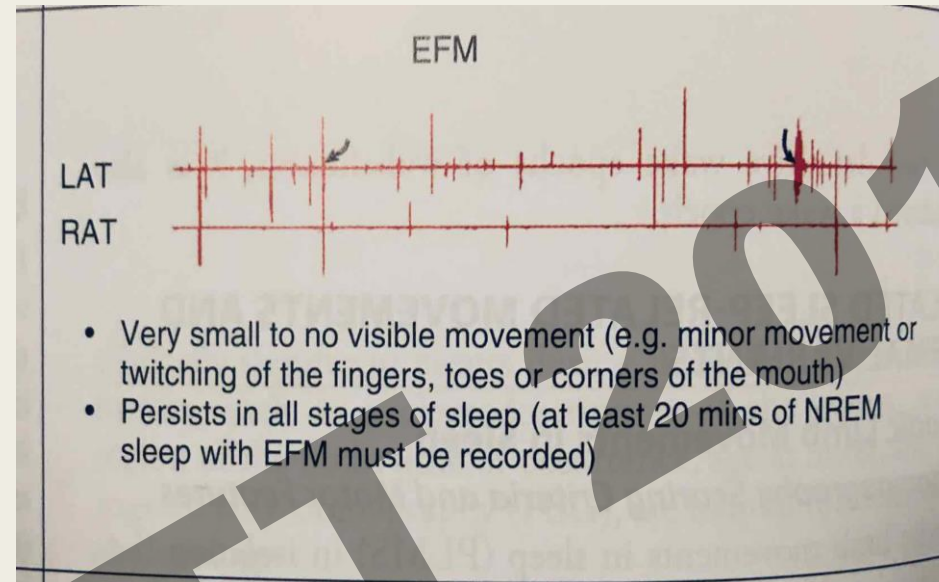 EFM
LAT
RAT
• Very small to no visible movement (e.g. minor movement or
twitching of the fingers, toes or corners of the mouth)
• Persists in all stages of sleep (at least 20 mins of NREM
sleep with EFM must be recorded)